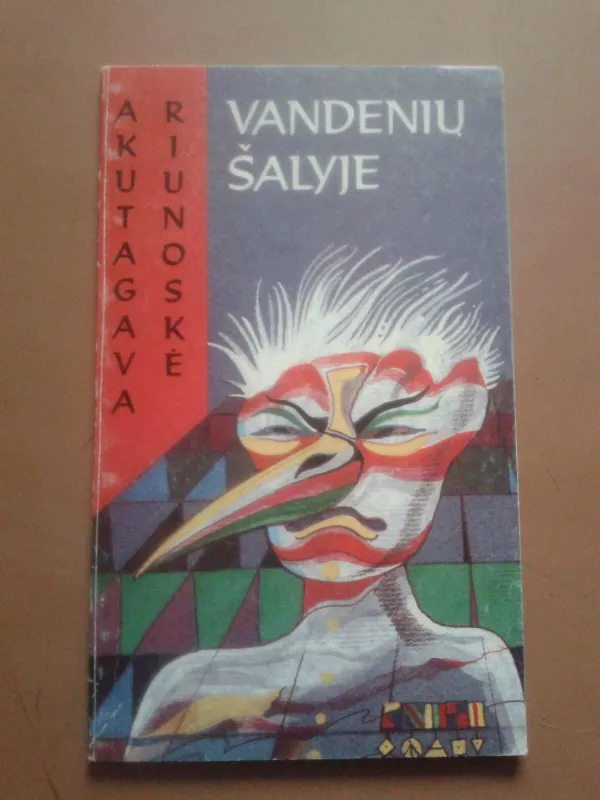 AKUTAGAVA
RIUNOSKĖ
VANDENIŲ
ŠALYJE